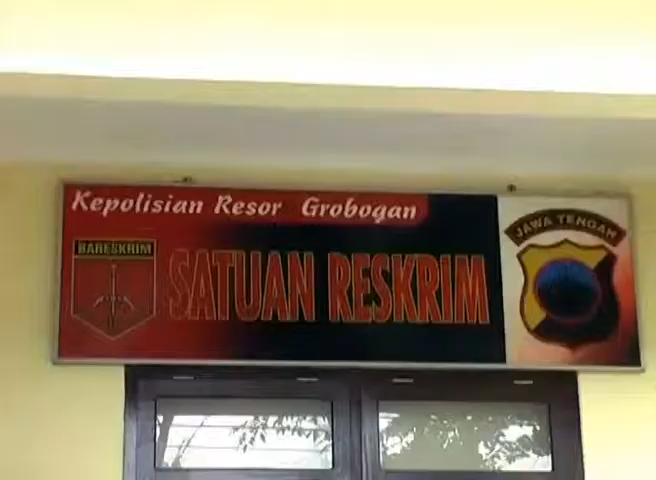 Kepolisian Resor Grobogan
BARESKRIM
SATUAN RESKRIM
JAWA TENGAH